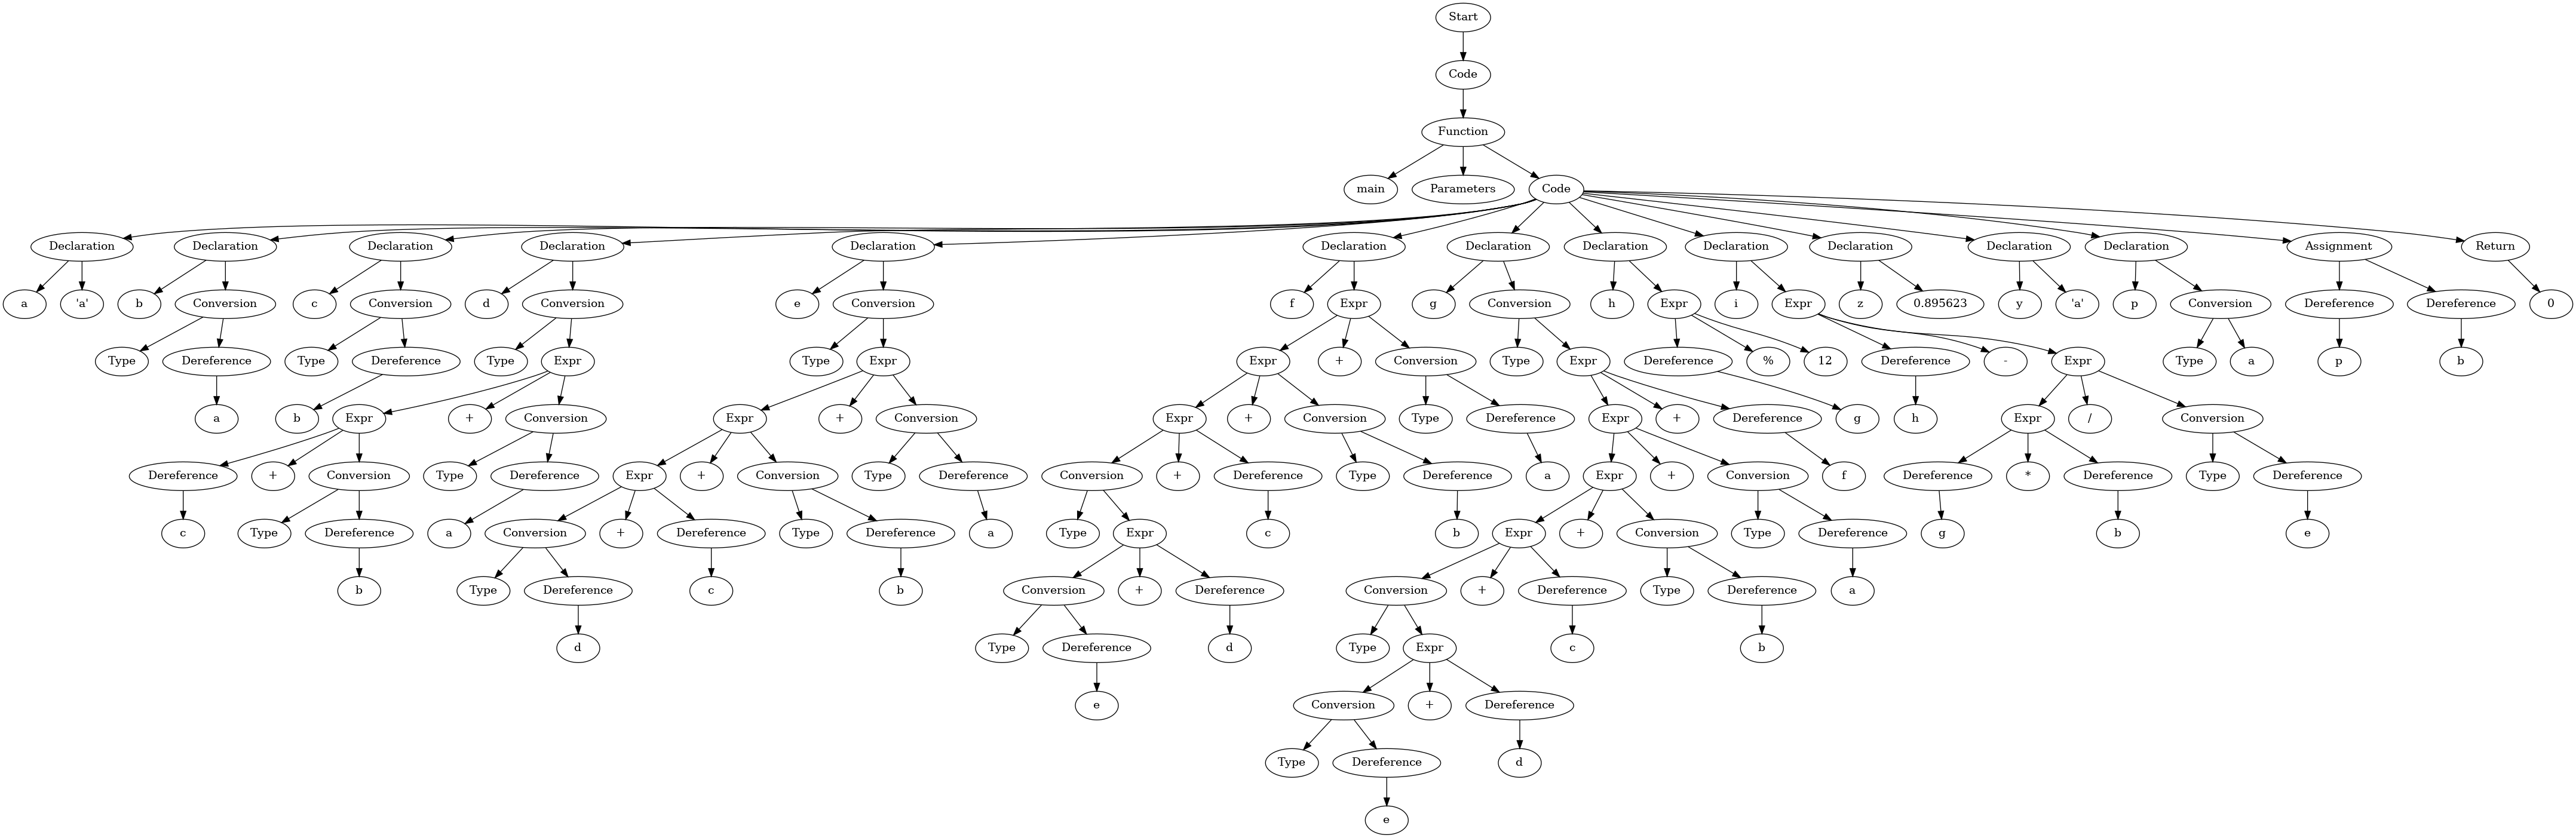 Start
Code
Function
main Parameters Code
Declaration Declaration Declaration Declaration Declaration Declaration Declaration Declaration Declaration Declaration Declaration Declaration Assignment Return
a 'a' b Conversion c Conversion d Conversion e Conversion f Expr g Conversion h Expr i Expr z 0.895623 y 'a' p Conversion Dereference Dereference 0
Type Dereference Type Dereference Type Expr Type Expr Expr + Conversion Type Expr Dereference % 12 Dereference - Expr Type a p b
a b Expr + Conversion Expr + Conversion Expr + Conversion Type Dereference Expr + Dereference g h Expr / Conversion
Dereference + Conversion Type Dereference Expr + Conversion Type Dereference Conversion + Dereference Type Dereference a Expr + Conversion f Dereference * Dereference Type Dereference
c Type Dereference a Conversion + Dereference Type Dereference a Type Expr c b Expr + Conversion Type Dereference g b e
b Type Dereference c b Conversion + Dereference Conversion + Dereference Type Dereference a
d Type Dereference d Type Expr c b
e Conversion + Dereference
Type Dereference d
e